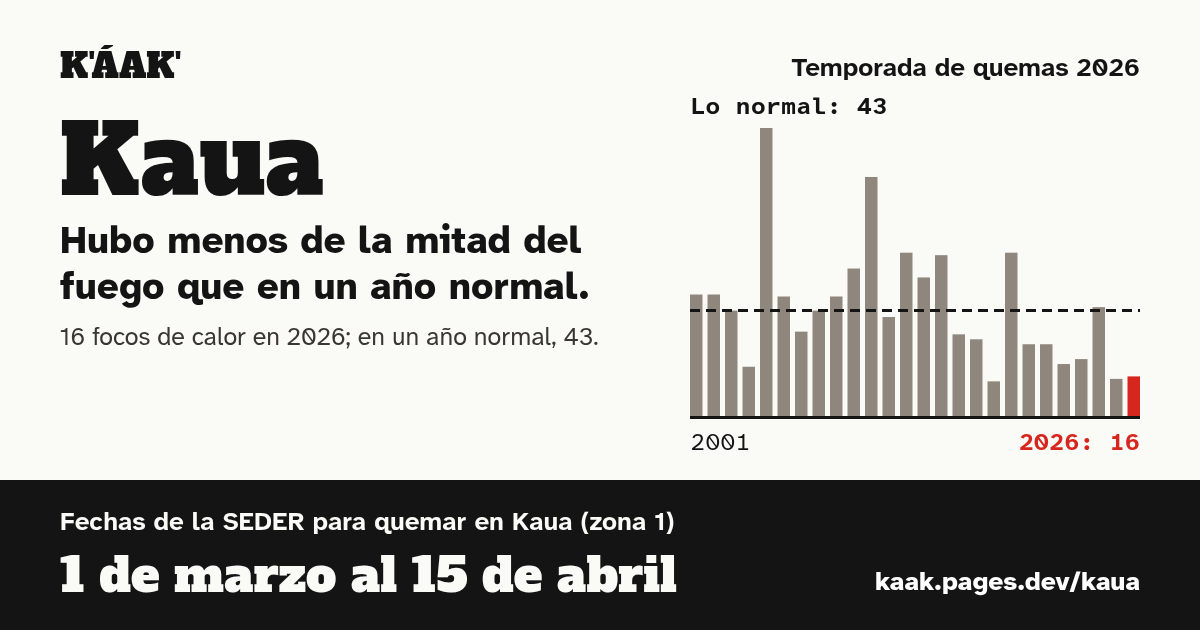 K'ÁAK'
Kaua
Hubo menos de la mitad del
fuego que en un año normal.
16 focos de calor en 2026; en un año normal, 43.
Temporada de quemas 2026
Lo normal: 43
2001
2026: 16
Fechas de la SEDER para quemar en Kaua (zona 1)
1 de marzo al 15 de abril
kaak.pages.dev/kaua